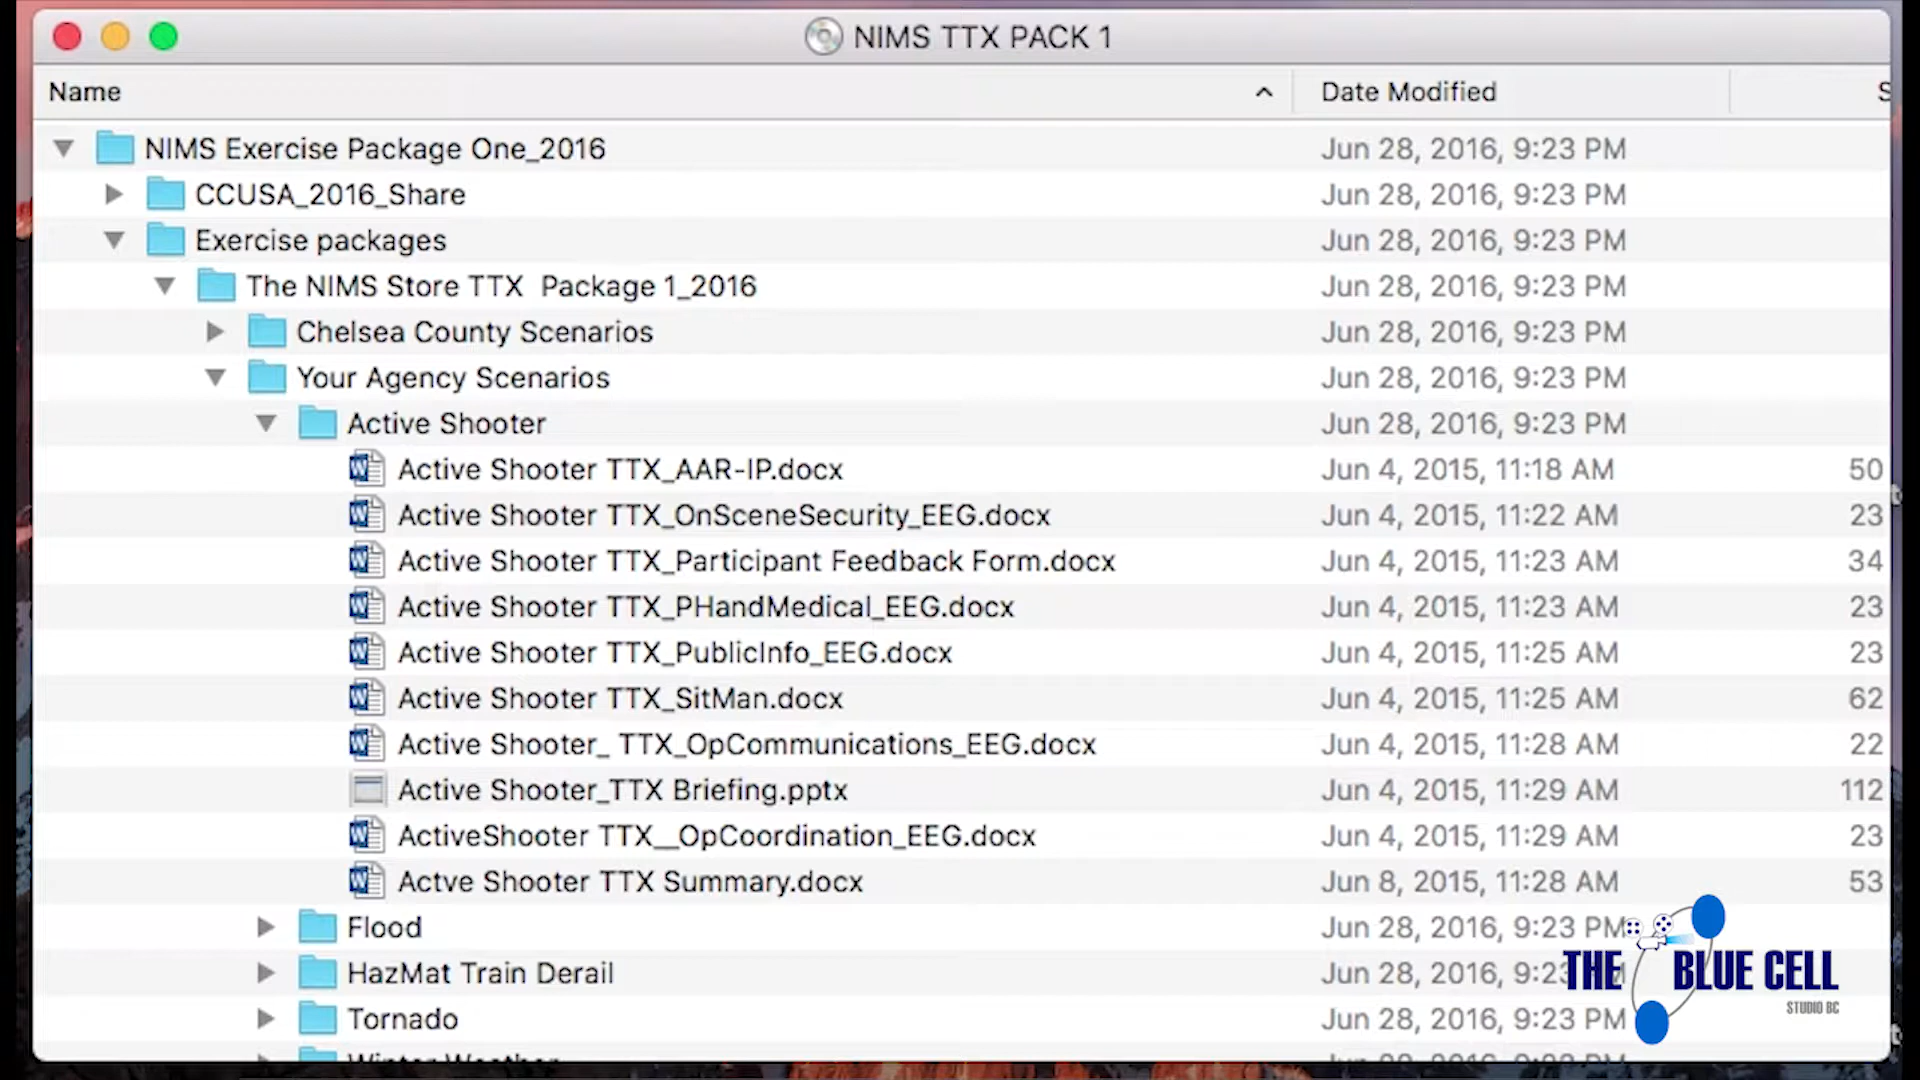 NIMS TTX PACK 1
Name Date Modified S
NIMS Exercise Package One_2016 Jun 28, 2016, 9:23 PM
CCUSA_2016_Share Jun 28, 2016, 9:23 PM
Exercise packages Jun 28, 2016, 9:23 PM
The NIMS Store TTX  Package 1_2016 Jun 28, 2016, 9:23 PM
Chelsea County Scenarios Jun 28, 2016, 9:23 PM
Your Agency Scenarios Jun 28, 2016, 9:23 PM
Active Shooter Jun 28, 2016, 9:23 PM
Active Shooter TTX_AAR-IP.docx Jun 4, 2015, 11:18 AM 50
Active Shooter TTX_OnSceneSecurity_EEG.docx Jun 4, 2015, 11:22 AM 23
Active Shooter TTX_Participant Feedback Form.docx Jun 4, 2015, 11:23 AM 34
Active Shooter TTX_PHandMedical_EEG.docx Jun 4, 2015, 11:23 AM 23
Active Shooter TTX_PublicInfo_EEG.docx Jun 4, 2015, 11:25 AM 23
Active Shooter TTX_SitMan.docx Jun 4, 2015, 11:25 AM 62
Active Shooter_ TTX_OpCommunications_EEG.docx Jun 4, 2015, 11:28 AM 22
Active Shooter_TTX Briefing.pptx Jun 4, 2015, 11:29 AM 112
ActiveShooter TTX__OpCoordination_EEG.docx Jun 4, 2015, 11:29 AM 23
Actve Shooter TTX Summary.docx Jun 8, 2015, 11:28 AM 53
Flood Jun 28, 2016, 9:23 PM
HazMat Train Derail Jun 28, 2016, 9:23
THE BLUE CELL
STUDIO BC
Tornado Jun 28, 2016, 9:23 PM
Winter Weather